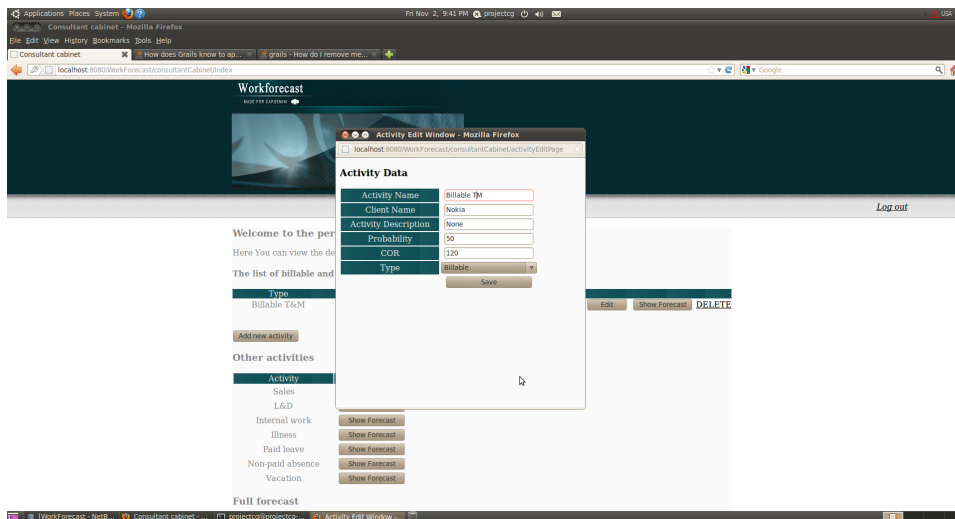 Applications Places System Fri Nov 2, 9:41 PM projectcg USA
Consultant cabinet - Mozilla Firefox
File Edit View History Bookmarks Tools Help
Consultant cabinet How does Grails know to ap... grails - How do I remove me...
localhost:8080/WorkForecast/consultantCabinet/index Google
Workforecast
MADE FOR CAPGEMINI
Activity Edit Window - Mozilla Firefox
localhost:8080/WorkForecast/consultantCabinet/activityEditPage
Activity Data
Activity Name Billable TM
Client Name Nokia
Activity Description None
Probability 50
COR 120
Type Billable
Save
Log out
Welcome to the per
Here You can view the de
The list of billable and
Type
Billable T&M Edit Show Forecast DELETE
Add new activity
Other activities
Activity
Sales
L&D
Internal work Show Forecast
Illness Show Forecast
Paid leave Show Forecast
Non-paid absence Show Forecast
Vacation Show Forecast
Full forecast
[WorkForecast - NetB... Consultant cabinet - ... projectcg@projectcg-... Activity Edit Window -...